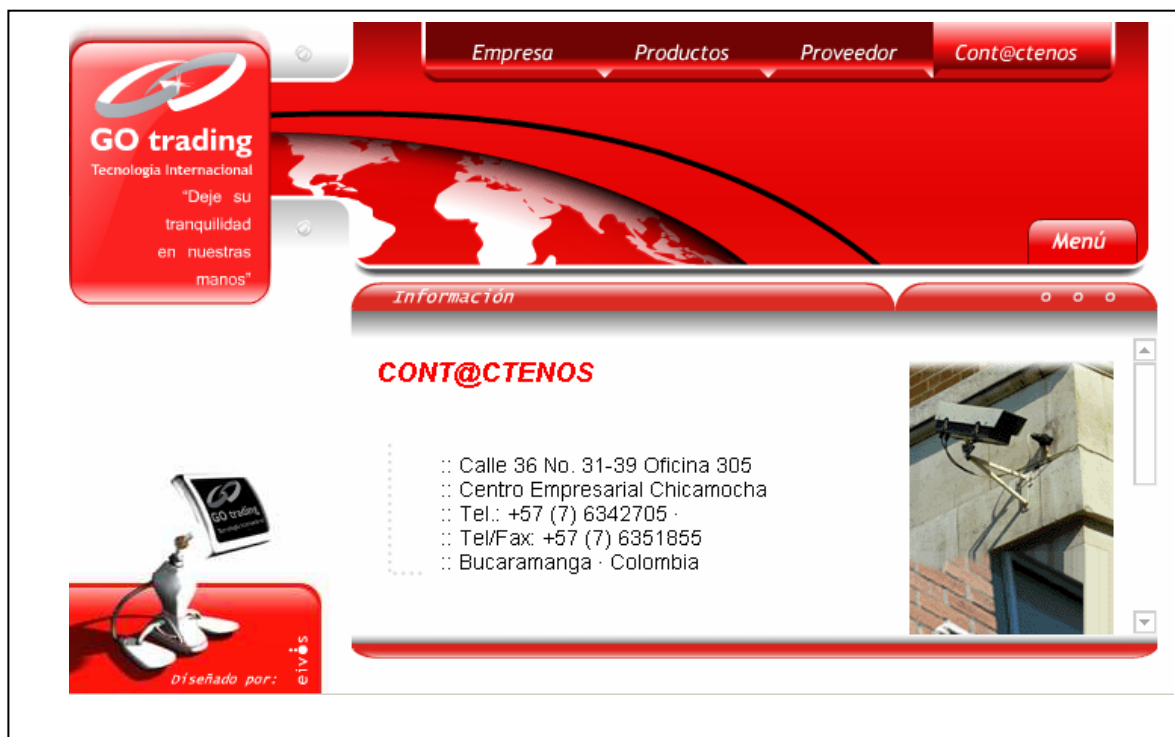 Empresa
Productos
Proveedor
Cont@ctenos
GO trading
Tecnologia Internacional
"Deje su
tranquilidad
en nuestras
manos"
Menú
Información
CONT@CTENOS
:: Calle 36 No. 31-39 Oficina 305
:: Centro Empresarial Chicamocha
:: Tel.: +57 (7) 6342705 ·
:: Tel/Fax: +57 (7) 6351855
:: Bucaramanga · Colombia
GO trading
Diseñado por:
eivos